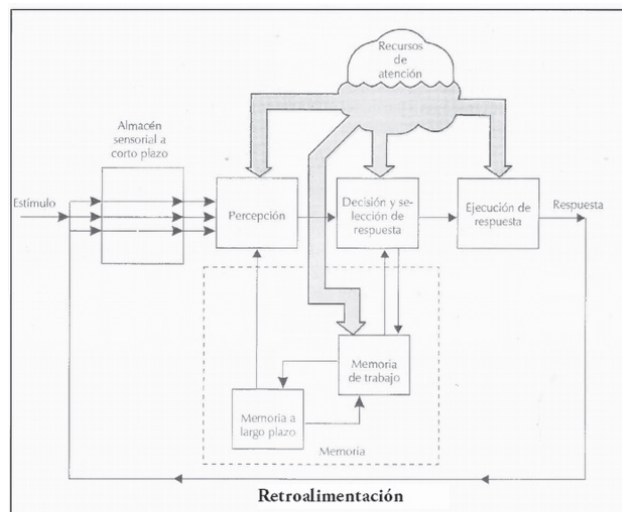 Recursos
de
atención
Almacén
sensorial a
corto plazo
Estímulo
Percepción
Decisión y se-
lección de
respuesta
Ejecución de
respuesta
Respuesta
Memoria
de trabajo
Memoria a
largo plazo
Memoria
Retroalimentación